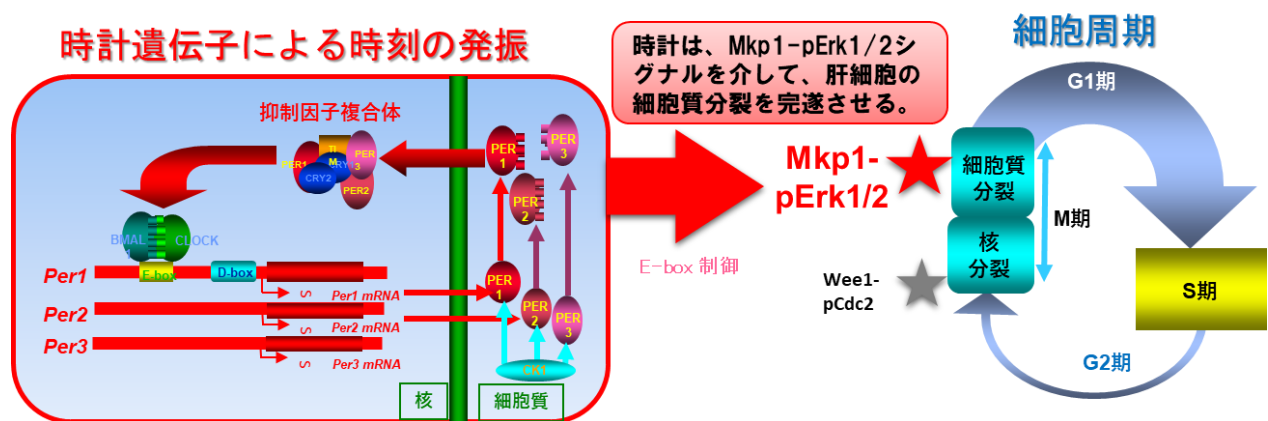 時計遺伝子による時刻の発振
時計は、Mkp1-pErk1/2シ
グナルを介して、肝細胞の
細胞質分裂を完遂させる。
細胞周期
抑制因子複合体
PER1
TIM
CRY
CRY2
PER
3
PER2
PER
1
PER
3
PER
2
BMAL
1
CLOCK
E-box
D-box
Per1
S
Per1 mRNA
Per2
S
Per2 mRNA
Per3
S
Per3 mRNA
PER
1
PER
2
PER
3
CK1
核
細胞質
E-box 制御
Mkp1-
pErk1/2
Wee1-
pCdc2
細胞質
分裂
核
分裂
M期
G1期
S期
G2期